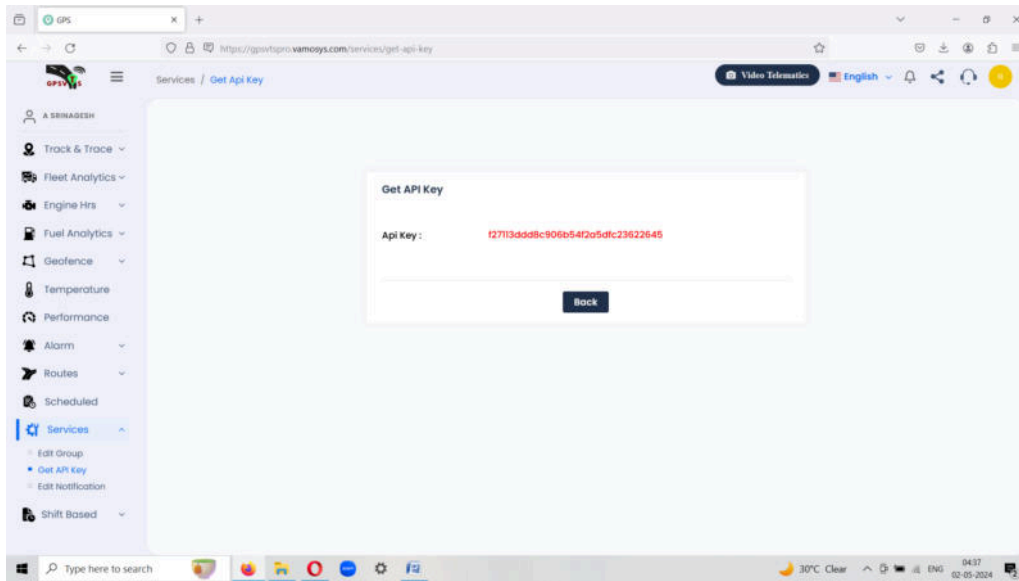 GPS
https://gpsvtspro.vamosys.com/services/get-api-key
GPSVTS
Services / Get Api Key
Video Telematics
English
A SRINAGESH
Track & Trace
Fleet Analytics
Engine Hrs
Fuel Analytics
Geofence
Temperature
Performance
Alarm
Routes
Scheduled
Services
Edit Group
Get API Key
Edit Notification
Shift Based
Get API Key
Api Key :
f27113ddd8c906b54f2a5dfc23622645
Back
Type here to search
30°C Clear
ENG
04:37
02-05-2024